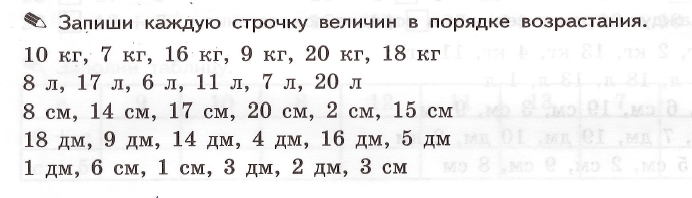 Запиши каждую строчку величин в порядке возрастания.
10 кг, 7 кг, 16 кг, 9 кг, 20 кг, 18 кг
8 л, 17 л, 6 л, 11 л, 7 л, 20 л
8 см, 14 см, 17 см, 20 см, 2 см, 15 см
18 дм, 9 дм, 14 дм, 4 дм, 16 дм, 5 дм
1 дм, 6 см, 1 см, 3 дм, 2 дм, 3 см